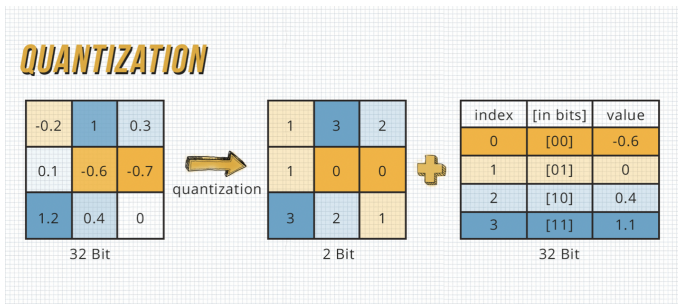 QUANTIZATION
-0.2 1 0.3
0.1 -0.6 -0.7
1.2 0.4 0
32 Bit
quantization
1 3 2
1 0 0
3 2 1
2 Bit
index [in bits] value
0 [00] -0.6
1 [01] 0
2 [10] 0.4
3 [11] 1.1
32 Bit